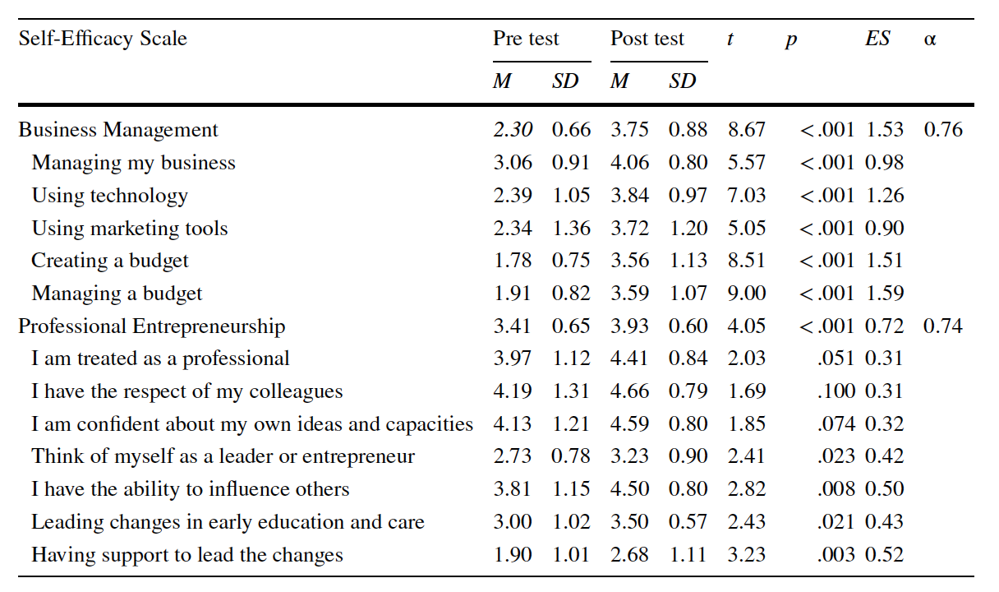 Self-Efficacy Scale Pre test Post test t p ES α
M SD M SD
Business Management 2.30 0.66 3.75 0.88 8.67 <.001 1.53 0.76
Managing my business 3.06 0.91 4.06 0.80 5.57 <.001 0.98
Using technology 2.39 1.05 3.84 0.97 7.03 <.001 1.26
Using marketing tools 2.34 1.36 3.72 1.20 5.05 <.001 0.90
Creating a budget 1.78 0.75 3.56 1.13 8.51 <.001 1.51
Managing a budget 1.91 0.82 3.59 1.07 9.00 <.001 1.59
Professional Entrepreneurship 3.41 0.65 3.93 0.60 4.05 <.001 0.72 0.74
I am treated as a professional 3.97 1.12 4.41 0.84 2.03 .051 0.31
I have the respect of my colleagues 4.19 1.31 4.66 0.79 1.69 .100 0.31
I am confident about my own ideas and capacities 4.13 1.21 4.59 0.80 1.85 .074 0.32
Think of myself as a leader or entrepreneur 2.73 0.78 3.23 0.90 2.41 .023 0.42
I have the ability to influence others 3.81 1.15 4.50 0.80 2.82 .008 0.50
Leading changes in early education and care 3.00 1.02 3.50 0.57 2.43 .021 0.43
Having support to lead the changes 1.90 1.01 2.68 1.11 3.23 .003 0.52